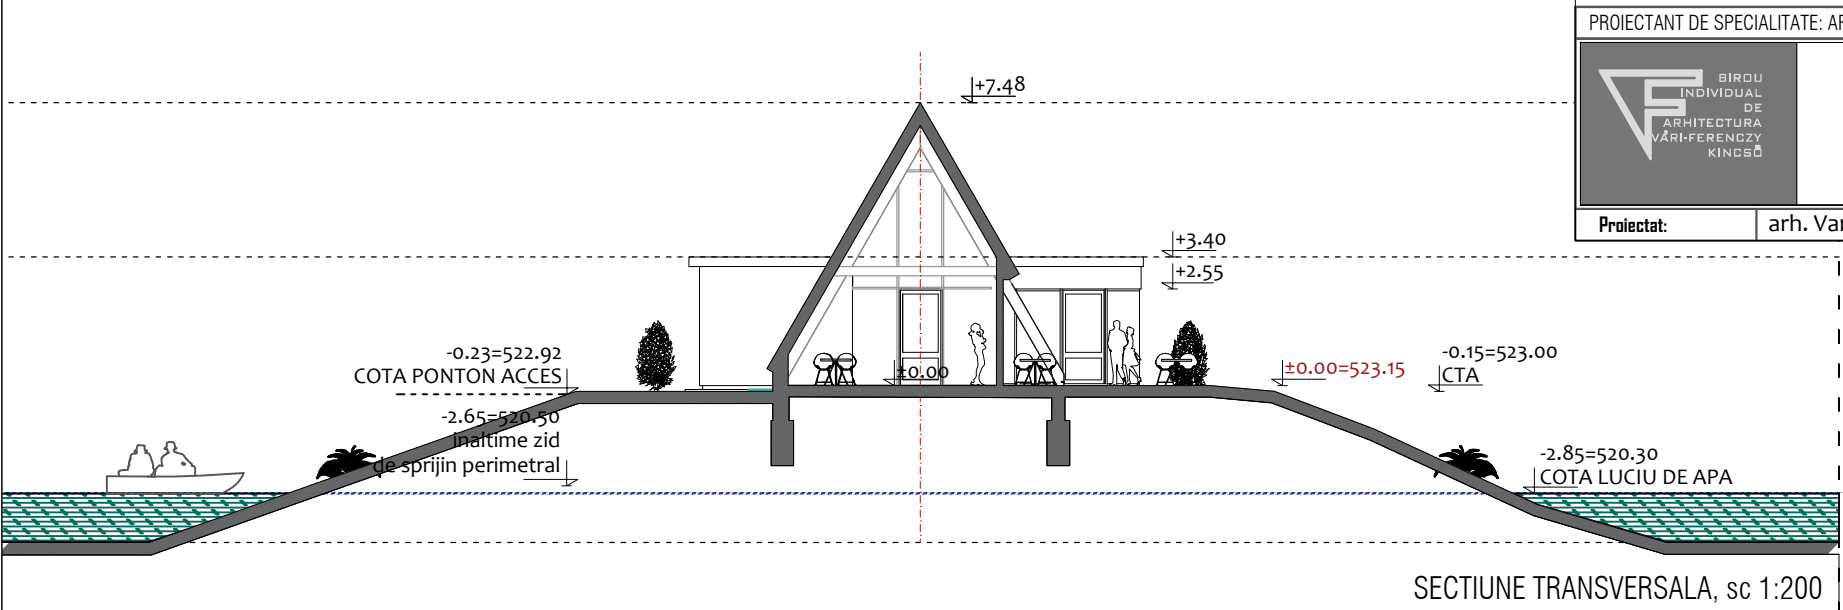 PROIECTANT DE SPECIALITATE:
BIROU
INDIVIDUAL
DE
ARHITECTURA
VÁRI-FERENCZY
KINCSŐ
Proiectat:
arh.
+7.48
+3.40
+2.55
-0.23=522.92
COTA PONTON ACCES
±0.00
±0.00=523.15
-0.15=523.00
CTA
-2.65=520.50
inaltime zid
de sprijin perimetral
-2.85=520.30
COTA LUCIU DE APA
SECTIUNE TRANSVERSALA, sc 1:200